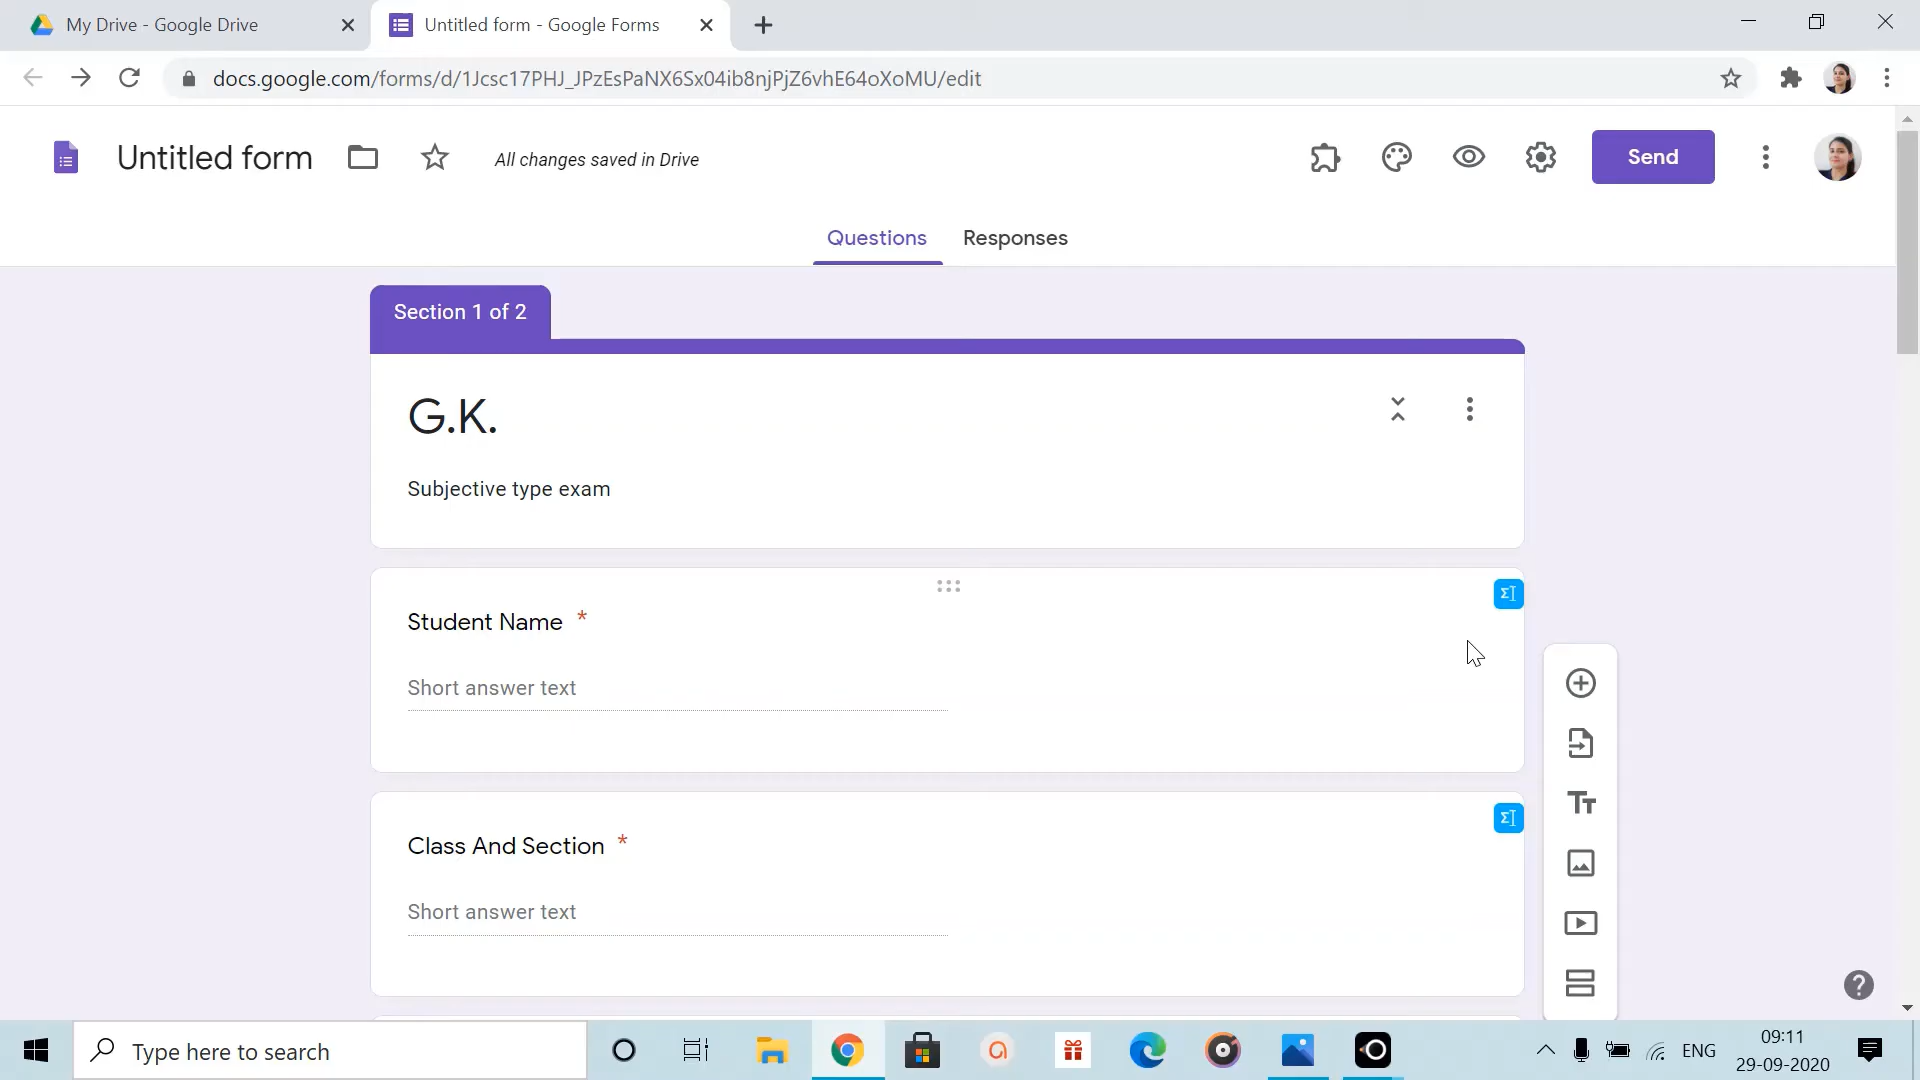 My Drive - Google Drive
Untitled form - Google Forms
docs.google.com/forms/d/1Jcsc17PHJ_JPzEsPaNX6Sx04ib8njPjZ6vhE64oXoMU/edit
Untitled form
All changes saved in Drive
Send
Questions
Responses
Section 1 of 2
G.K.
Subjective type exam
Student Name *
Short answer text
Class And Section *
Short answer text
Type here to search
ENG
09:11
29-09-2020